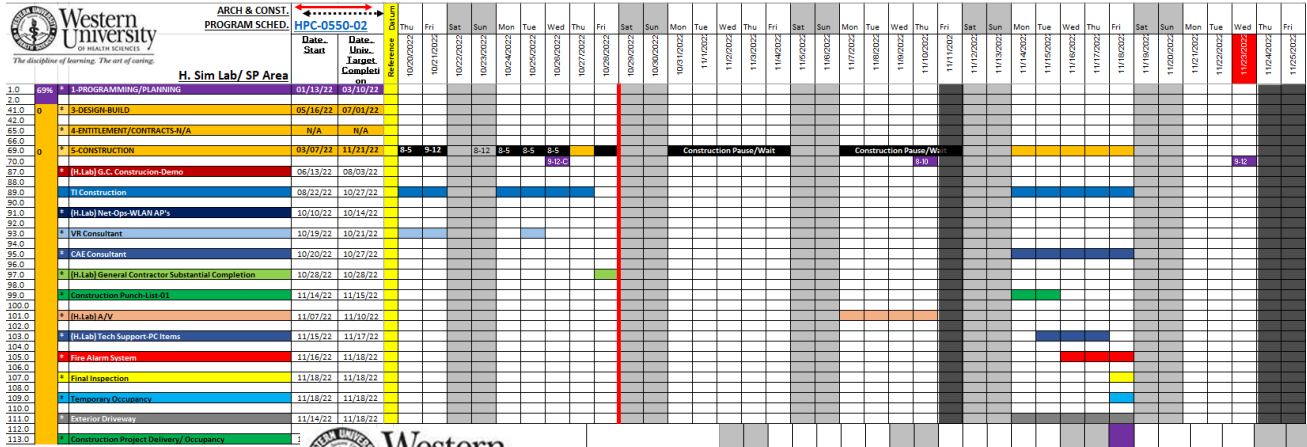 Western University
OF HEALTH SCIENCES
The discipline of learning. The art of caring.
ARCH & CONST.
PROGRAM SCHED. HPC-0550-02
H. Sim Lab/ SP Area
Date Start
Date Univ. Target Completion
Reference Datum
Thu Fri Sat Sun Mon Tue Wed Thu Fri Sat Sun Mon Tue Wed Thu Fri Sat Sun Mon Tue Wed Thu Fri Sat Sun Mon Tue Wed Thu Fri Sat Sun Mon Tue Wed Thu Fri
10/20/2022 10/21/2022 10/22/2022 10/23/2022 10/24/2022 10/25/2022 10/26/2022 10/27/2022 10/28/2022 10/29/2022 10/30/2022 10/31/2022 11/1/2022 11/2/2022 11/3/2022 11/4/2022 11/5/2022 11/6/2022 11/7/2022 11/8/2022 11/9/2022 11/10/2022 11/11/202 11/12/2022 11/13/2022 11/14/2022 11/15/2022 11/16/2022 11/17/2022 11/18/2022 11/19/2022 11/20/2022 11/21/2022 11/22/2022 11/23/2022 11/24/2022 11/25/2022
1.0 69% * 1-PROGRAMMING/PLANNING 01/13/22 03/10/22
2.0
41.0 0 * 3-DESIGN-BUILD 05/16/22 07/01/22
42.0
65.0 * 4-ENTITLEMENT/CONTRACTS-N/A N/A N/A
66.0
69.0 0 * 5-CONSTRUCTION 03/07/22 11/21/22 8-5 9-12 8-12 8-5 8-5 8-5 Construction Pause/Wait Construction Pause/Wait
70.0 9-12-C 8-10 9-12
87.0 * (H.Lab) G.C. Construcion-Demo 06/13/22 08/03/22
88.0
89.0 TI Construction 08/22/22 10/27/22
90.0
91.0 * (H.Lab) Net-Ops-WLAN AP's 10/10/22 10/14/22
92.0
93.0 * VR Consultant 10/19/22 10/21/22
94.0
95.0 * CAE Consultant 10/20/22 10/27/22
96.0
97.0 * (H.Lab) General Contractor Substantial Completion 10/28/22 10/28/22
98.0
99.0 * Construction Punch-List-01 11/14/22 11/15/22
100.0
101.0 * (H.Lab) A/V 11/07/22 11/10/22
102.0
103.0 * (H.Lab) Tech Support-PC Items 11/15/22 11/17/22
104.0
105.0 * Fire Alarm System 11/16/22 11/18/22
106.0
107.0 * Final Inspection 11/18/22 11/18/22
108.0
109.0 * Temporary Occupancy 11/18/22 11/18/22
110.0
111.0 * Exterior Driveway 11/14/22 11/18/22
112.0
113.0 * Construction Project Delivery/ Occupancy
Western